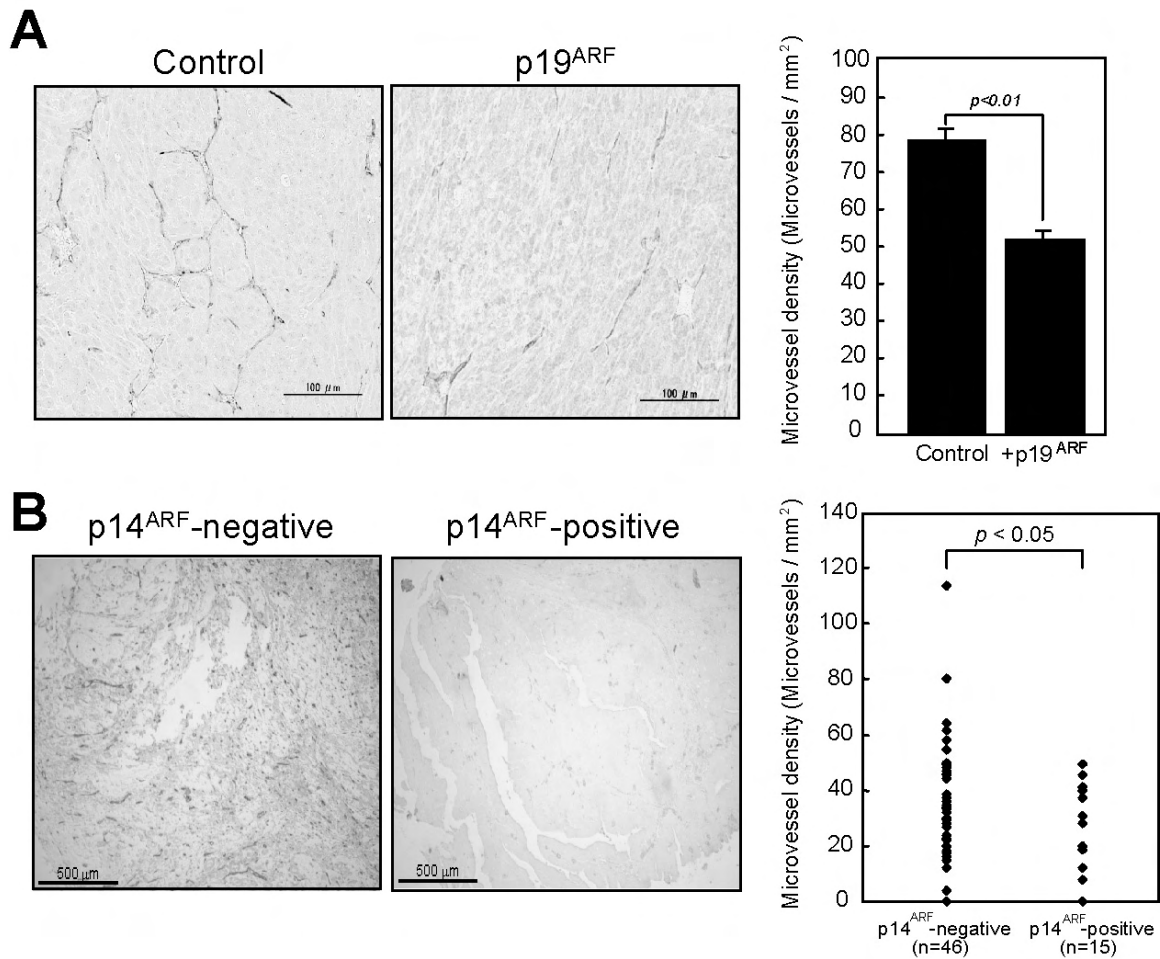 A
Control
p19ARF
100 μm
100 μm
Microvessel density (Microvessels / mm2)
100
90
80
70
60
50
40
30
20
10
0
p<0.01
Control
+p19ARF
B
p14ARF-negative
p14ARF-positive
500 μm
500 μm
Microvessel density (Microvessels / mm2)
140
120
100
80
60
40
20
0
p < 0.05
p14ARF-negative
(n=46)
p14ARF-positive
(n=15)